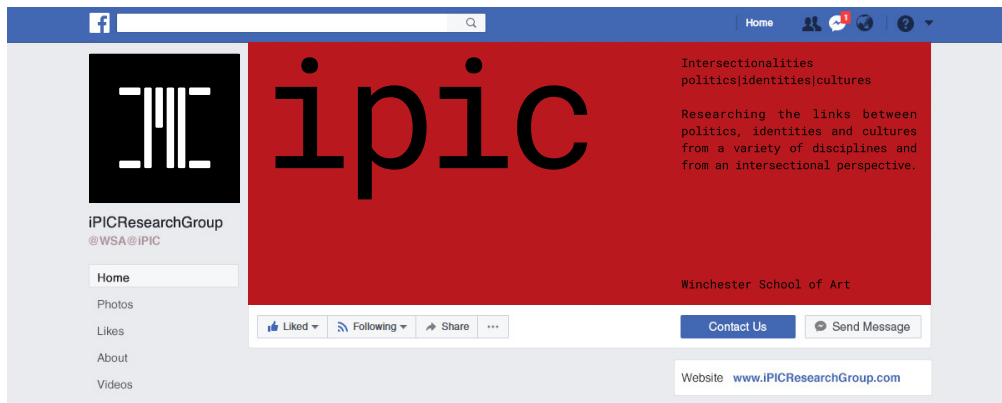 f
Home
1
?
ipic
Intersectionalities
politics|identities|cultures
Researching the links between
politics, identities and cultures
from a variety of disciplines and
from an intersectional perspective.
Winchester School of Art
iPICResearchGroup
@WSA@iPIC
Home
Photos
Likes
About
Videos
Liked
Following
Share
...
Contact Us
Send Message
Website www.iPICResearchGroup.com